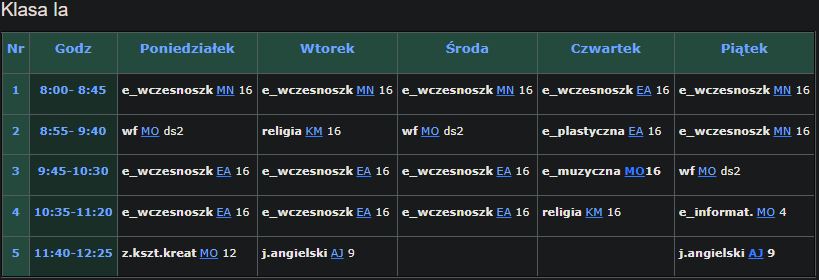 Klasa Ia
Nr Godz Poniedziałek Wtorek Środa Czwartek Piątek
1 8:00- 8:45 e_wczesnoszk MN 16 e_wczesnoszk MN 16 e_wczesnoszk MN 16 e_wczesnoszk EA 16 e_wczesnoszk MN 16
2 8:55- 9:40 wf MO ds2 religia KM 16 wf MO ds2 e_plastyczna EA 16 e_wczesnoszk MN 16
3 9:45-10:30 e_wczesnoszk EA 16 e_wczesnoszk EA 16 e_wczesnoszk EA 16 e_muzyczna MO16 wf MO ds2
4 10:35-11:20 e_wczesnoszk EA 16 e_wczesnoszk EA 16 e_wczesnoszk EA 16 religia KM 16 e_informat. MO 4
5 11:40-12:25 z.kszt.kreat MO 12 j.angielski AJ 9 j.angielski AJ 9